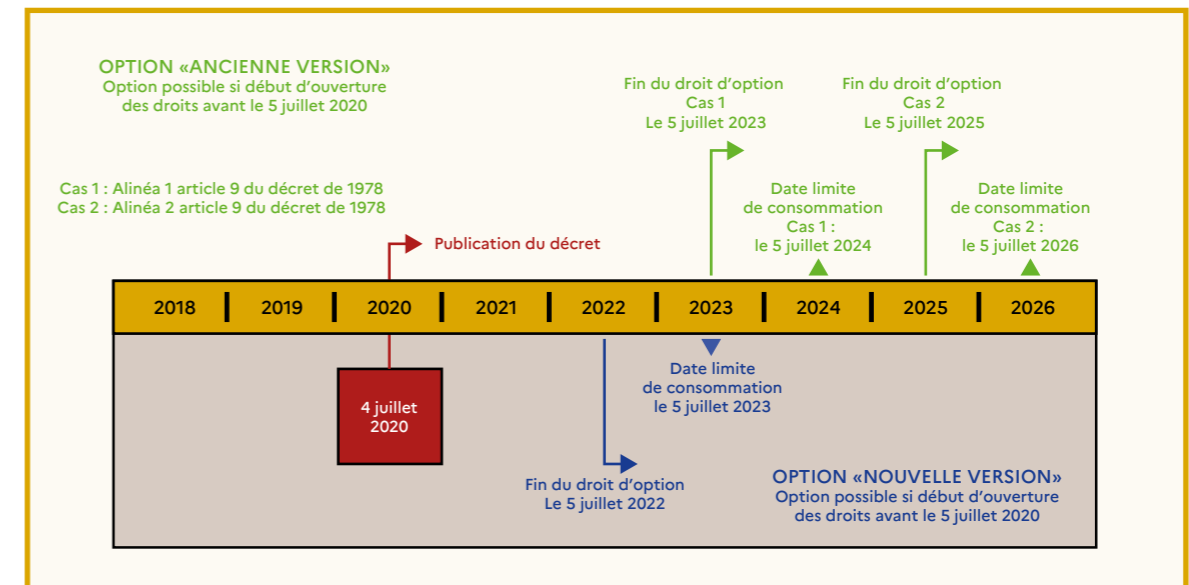 OPTION «ANCIENNE VERSION»
Option possible si début d'ouverture
des droits avant le 5 juillet 2020
Fin du droit d'option
Cas 1
Le 5 juillet 2023
Fin du droit d'option
Cas 2
Le 5 juillet 2025
Cas 1 : Alinéa 1 article 9 du décret de 1978
Cas 2 : Alinéa 2 article 9 du décret de 1978
Date limite
de consommation
Cas 1 :
le 5 juillet 2024
Date limite
de consommation
Cas 2 :
le 5 juillet 2026
Publication du décret
2018 2019 2020 2021 2022 2023 2024 2025 2026
4 juillet
2020
Date limite
de consommation
le 5 juillet 2023
Fin du droit d'option
Le 5 juillet 2022
OPTION «NOUVELLE VERSION»
Option possible si début d'ouverture
des droits avant le 5 juillet 2020